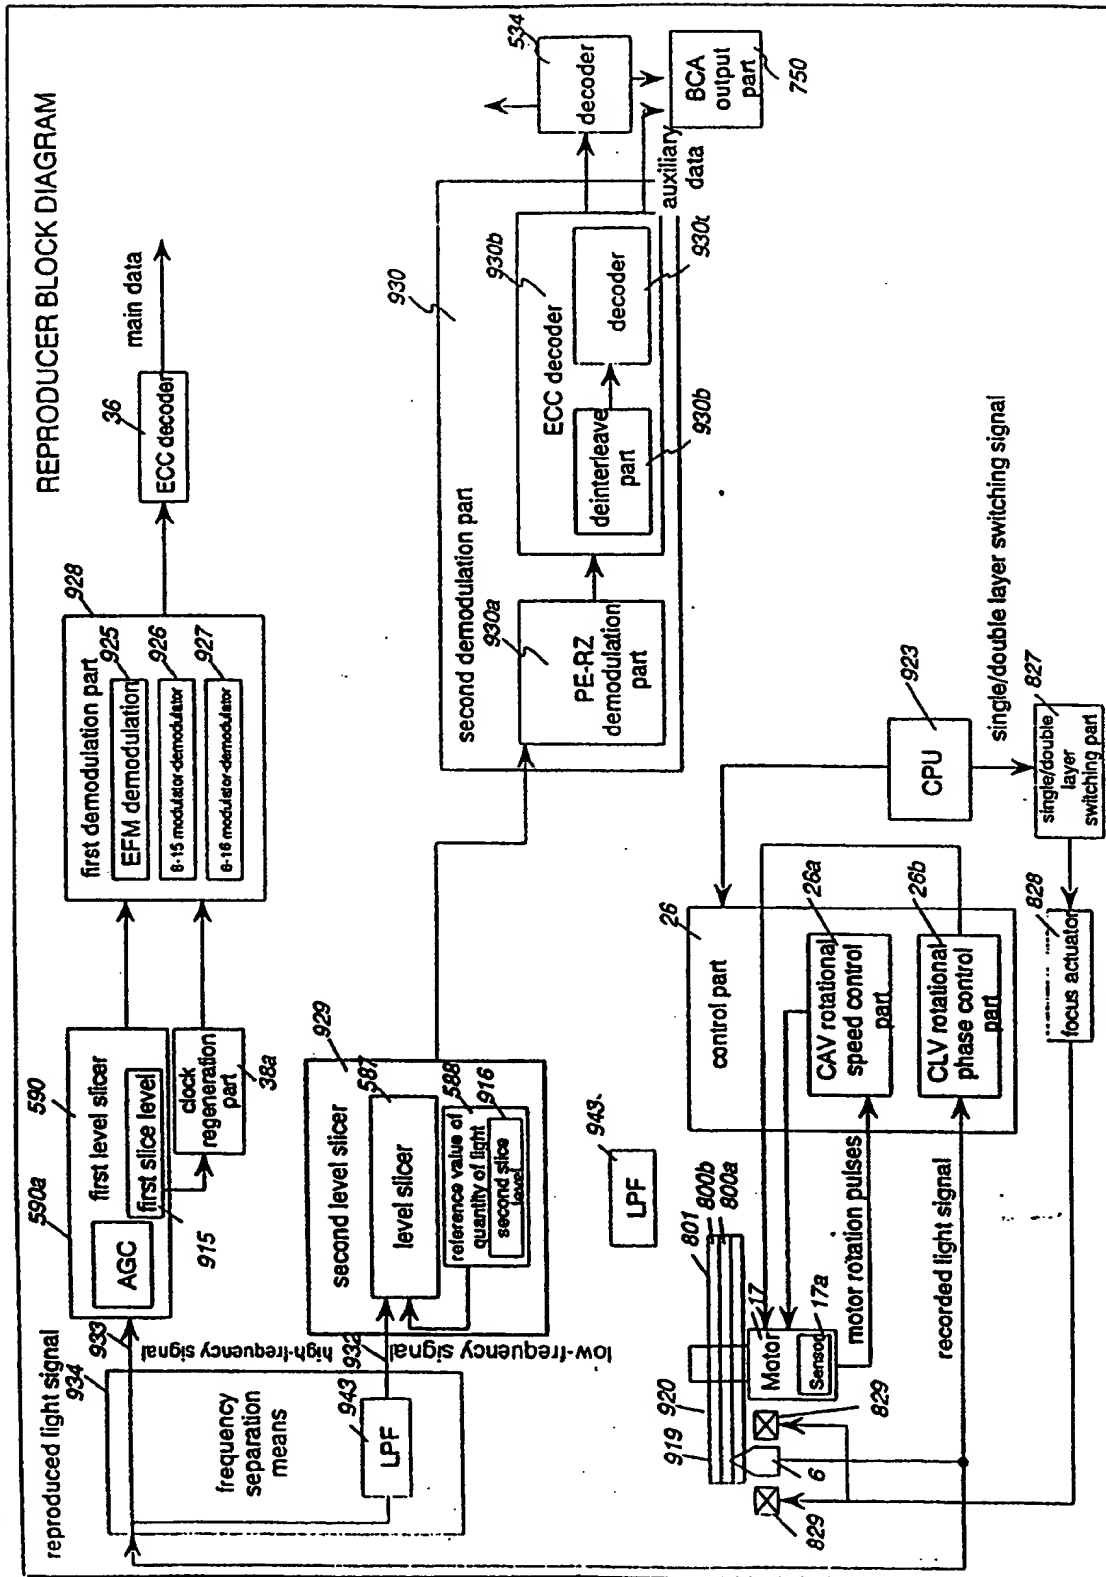 REPRODUCER BLOCK DIAGRAM
reproduced light signal
934
frequency
separation
means
943
LPF
933
high-frequency signal
932
low-frequency signal
590a
590
first level slicer
AGC
first slice level
915
clock
regeneration
part
38a
928
first demodulation part
925
EFM demodulation
926
8-15 modulator-demodulator
927
8-16 modulator-demodulator
36
ECC decoder
main data
929
second level slicer
587
level slicer
588
reference value of
quantity of light
916
second slice
level
second demodulation part
930
930a
PE-RZ
demodulation
part
930b
ECC decoder
deinterleave
part
930b
decoder
930c
auxiliary
data
534
decoder
BCA
output
part
750
943
LPF
919
920
801
800b
800a
17
Motor
17a
Sensor
829
829
6
motor rotation pulses
recorded light signal
26
control part
26a
CAV rotational
speed control
part
26b
CLV rotational
phase control
part
923
CPU
single/double layer switching signal
827
single/double
layer
switching part
828
focus actuator